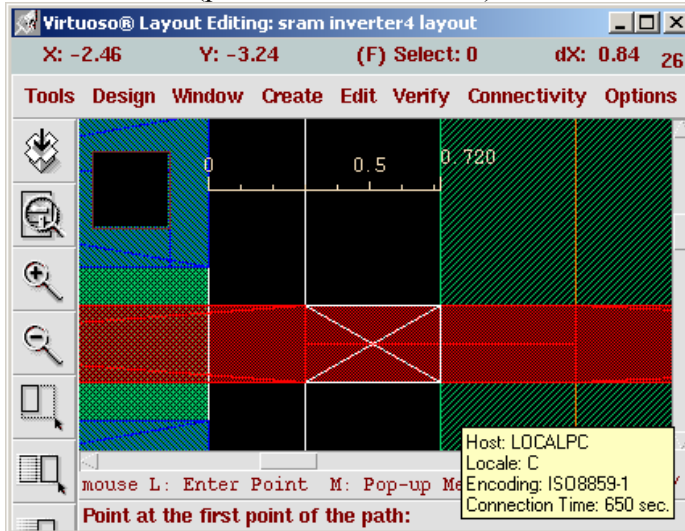 Virtuoso® Layout Editing: sram inverter4 layout
X: -2.46 Y: -3.24 (F) Select: 0 dX: 0.84 26
Tools Design Window Create Edit Verify Connectivity Options
0 0.5 0.720
Host: LOCALPC
Locale: C
Encoding: ISO8859-1
Connection Time: 650 sec.
mouse L: Enter Point M: Pop-up Me
Point at the first point of the path: